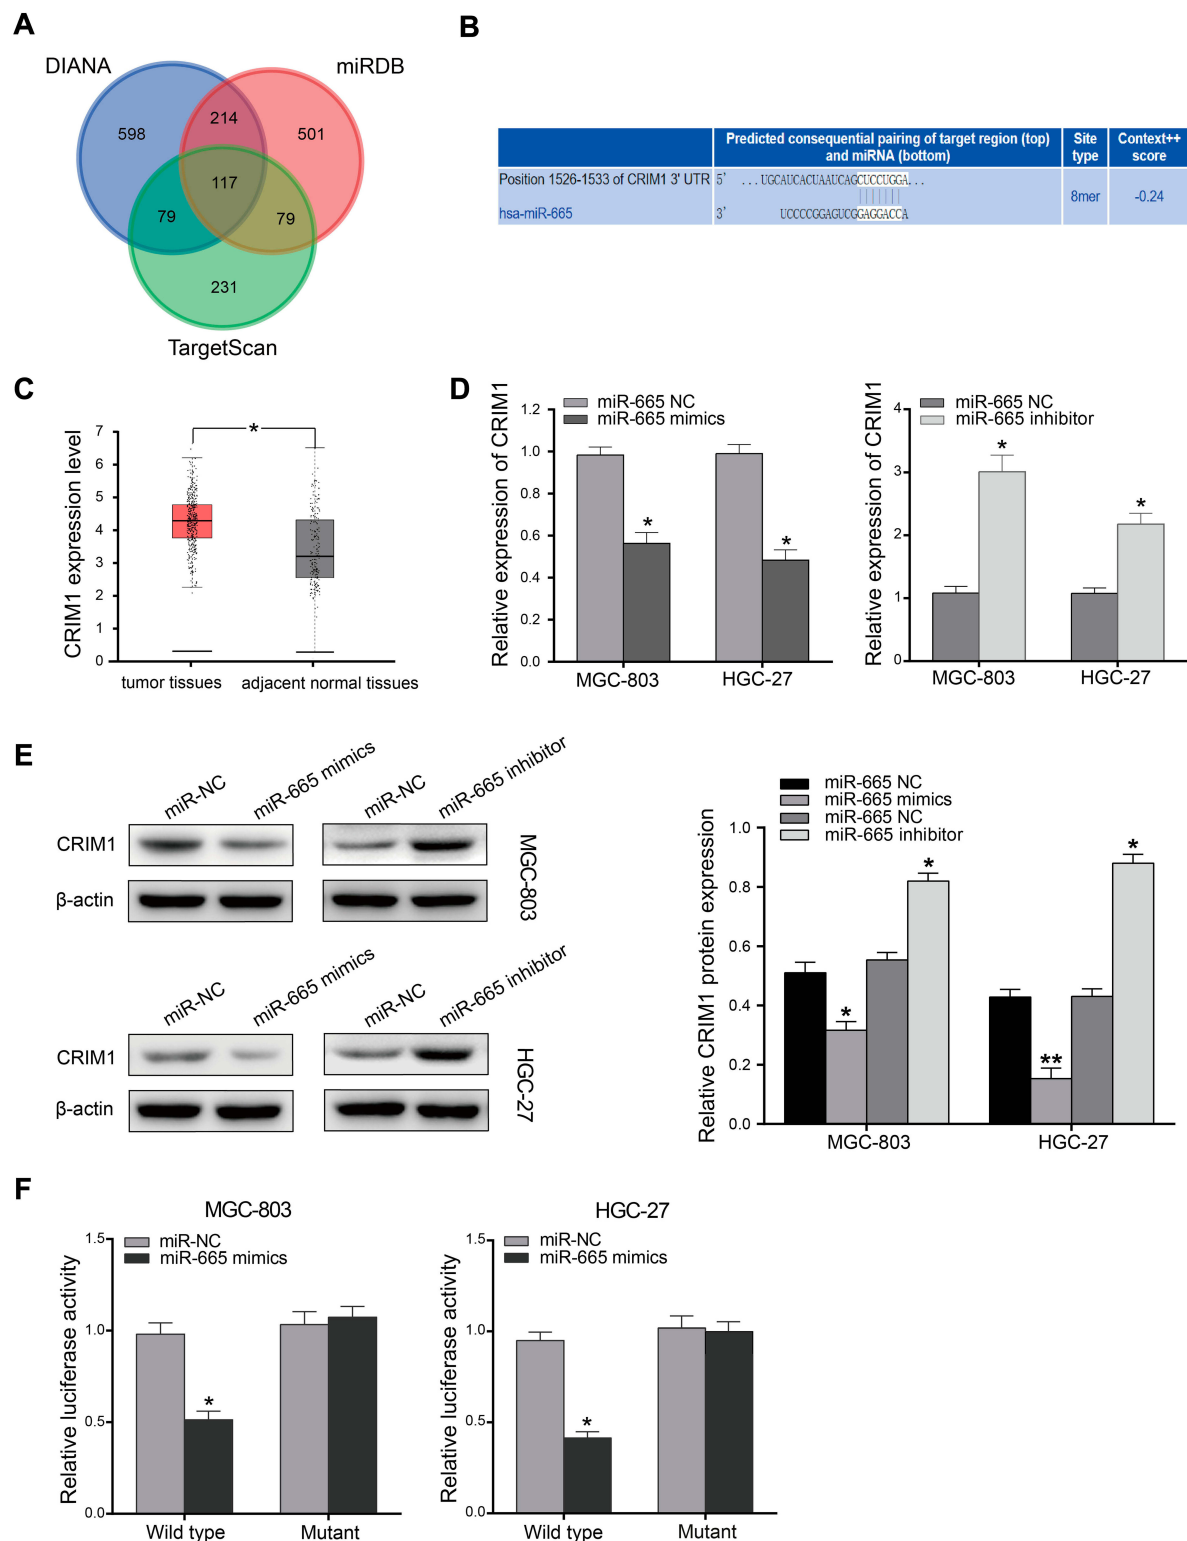 A
DIANA
miRDB
598
214
501
117
79
79
231
TargetScan
B
Predicted consequential pairing of target region (top)
and miRNA (bottom)
Site
type
Context++
score
Position 1526-1533 of CRIM1 3' UTR
5' ...UGCAUCACUAAUCAGCUCCUGGA...
hsa-miR-665
3' UCCCCGGAGUCGGAGGACCA
8mer
-0.24
C
CRIM1 expression level
7
6
5
4
3
2
1
0
*
tumor tissues
adjacent normal tissues
D
Relative expression of CRIM1
miR-665 NC
miR-665 mimics
1.2
1.0
0.8
0.6
0.4
0.2
0.0
*
*
MGC-803
HGC-27
Relative expression of CRIM1
miR-665 NC
miR-665 inhibitor
4
3
2
1
0
*
*
MGC-803
HGC-27
E
miR-NC
miR-665 mimics
miR-NC
miR-665 inhibitor
CRIM1
β-actin
MGC-803
miR-NC
miR-665 mimics
miR-NC
miR-665 inhibitor
CRIM1
β-actin
HGC-27
Relative CRIM1 protein expression
miR-665 NC
miR-665 mimics
miR-665 NC
miR-665 inhibitor
1.0
0.8
0.6
0.4
0.2
0.0
*
*
**
*
MGC-803
HGC-27
F
MGC-803
Relative luciferase activity
miR-NC
miR-665 mimics
1.5
1.0
0.5
0.0
*
Wild type
Mutant
HGC-27
Relative luciferase activity
miR-NC
miR-665 mimics
1.5
1.0
0.5
0.0
*
Wild type
Mutant